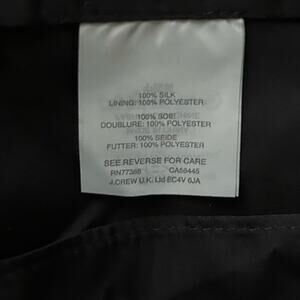 100% SILK
LINING: 100% POLYESTER
100% SOIE
DOUBLURE: 100% POLYESTER
100% SEIDE
FUTTER: 100% POLYESTER
SEE REVERSE FOR CARE
RN77388 CA56445
J.CREW U.K. Ltd EC4V 6JA